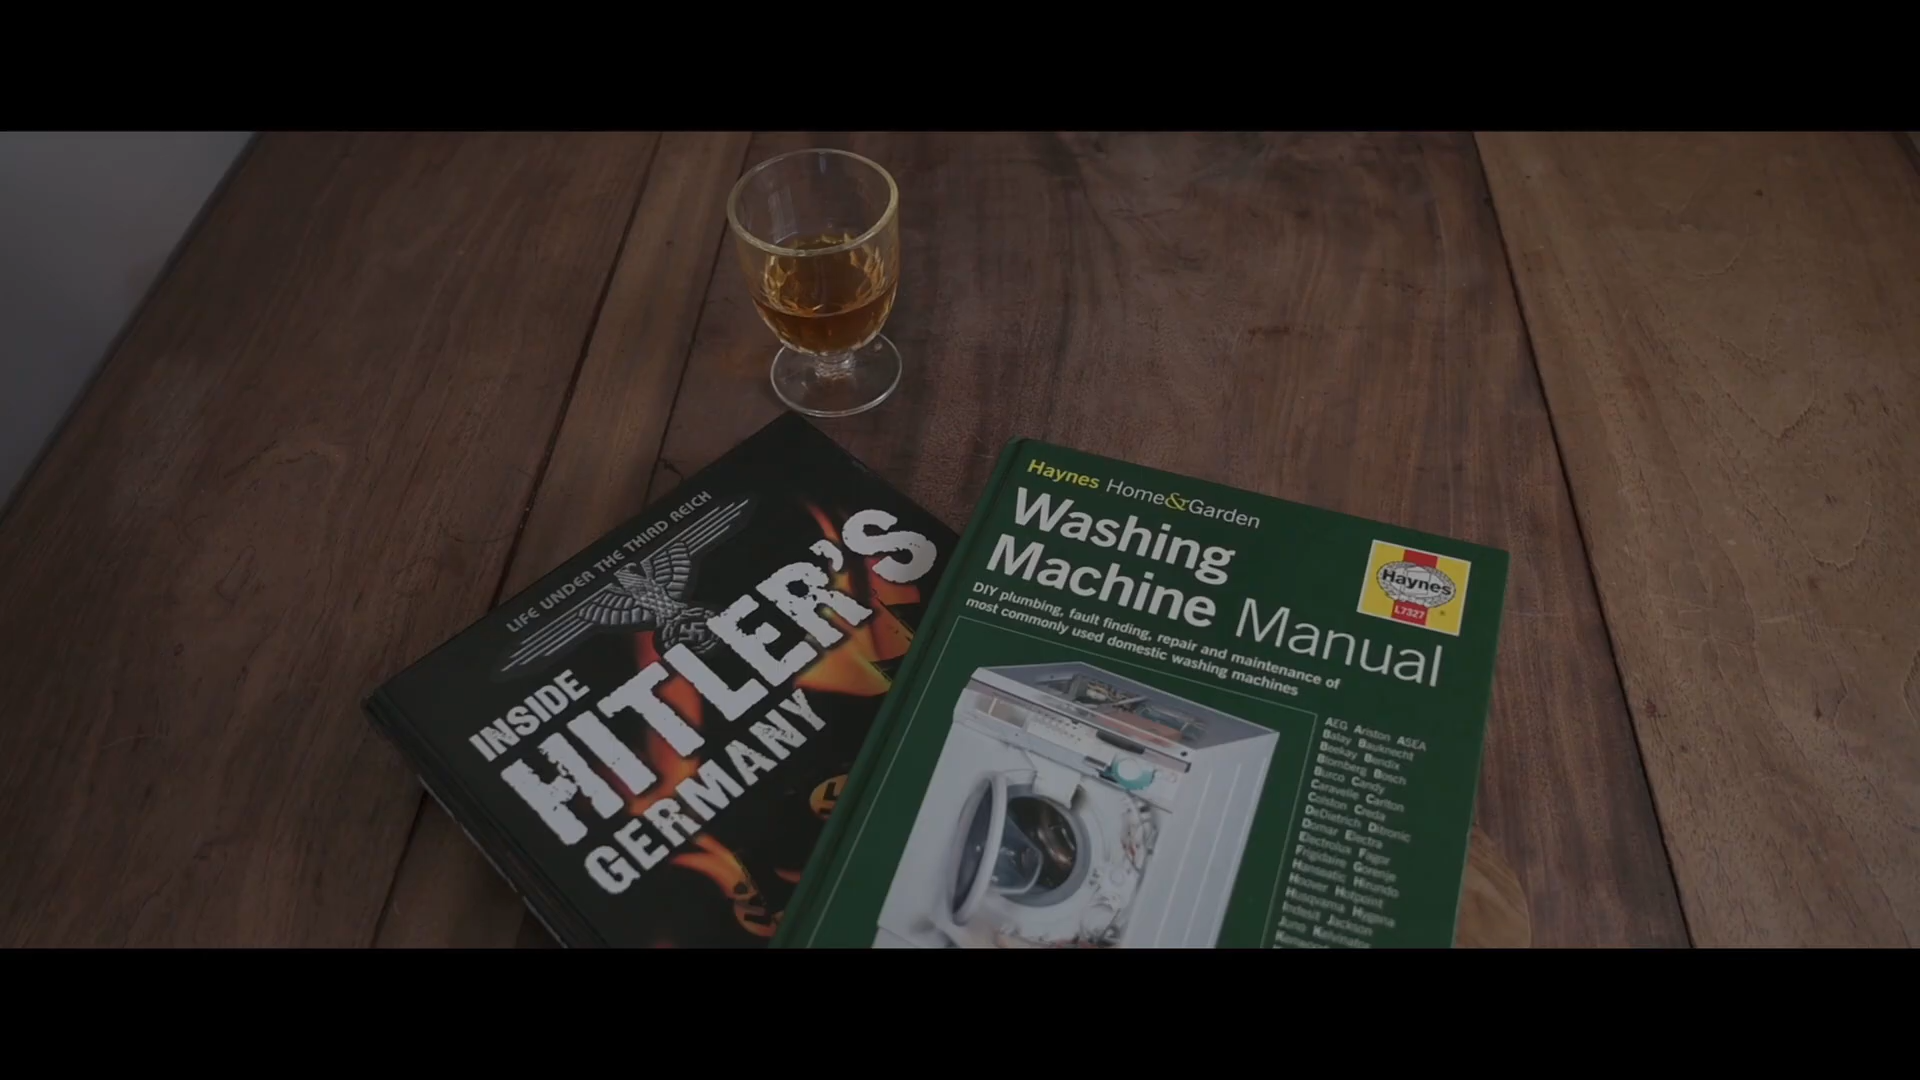 LIFE UNDER THE THIRD REICH
INSIDE
HITLER'S
GERMANY
Haynes Home&Garden
Washing
Machine Manual
DIY plumbing, fault finding, repair and maintenance of
most commonly used domestic washing machines
Haynes
L7327
AEG Ariston ASEA
Balay Bauknecht
Beekay Bendix
Blomberg Bosch
Burco Candy
Caravelle Carlton
Colston Creda
DeDietrich Ditronic
Domar Electra
Electrolux Fagor
Frigidaire Gorenje
Hanseatic Hirundo
Hoover Hotpoint
Husqvarna Hygena
Indesit Jackson
Juno Kelvinator